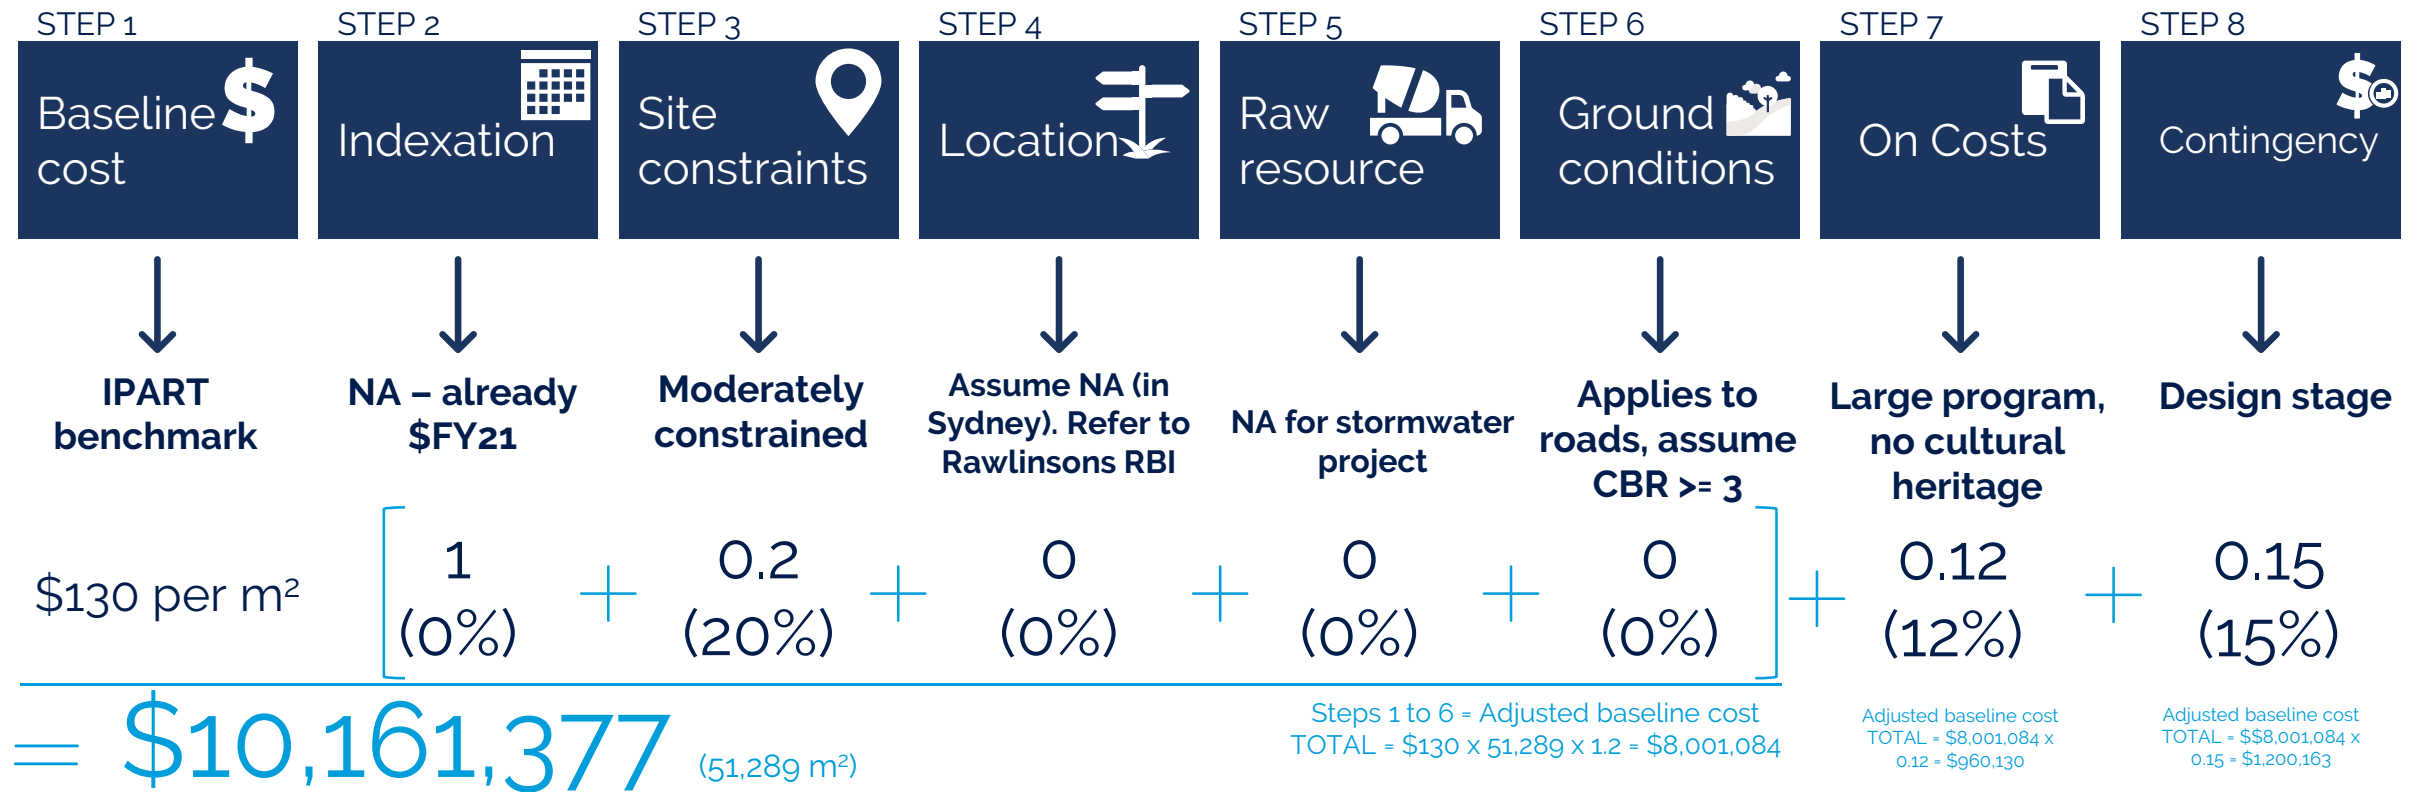 STEP 1
Baseline
cost
STEP 2
Indexation
STEP 3
Site
constraints
STEP 4
Location
STEP 5
Raw
resource
STEP 6
Ground
conditions
STEP 7
On Costs
STEP 8
Contingency
IPART
benchmark
NA – already
$FY21
Moderately
constrained
Assume NA (in
Sydney). Refer to
Rawlinsons RBI
NA for stormwater
project
Applies to
roads, assume
CBR >= 3
Large program,
no cultural
heritage
Design stage
$130 per m²
1
(0%)
+
0.2
(20%)
+
0
(0%)
+
0
(0%)
+
0
(0%)
+
0.12
(12%)
+
0.15
(15%)
= $10,161,377 (51,289 m²)
Steps 1 to 6 = Adjusted baseline cost
TOTAL = $130 x 51,289 x 1.2 = $8,001,084
Adjusted baseline cost
TOTAL = $8,001,084 x
0.12 = $960,130
Adjusted baseline cost
TOTAL = $$8,001,084 x
0.15 = $1,200,163